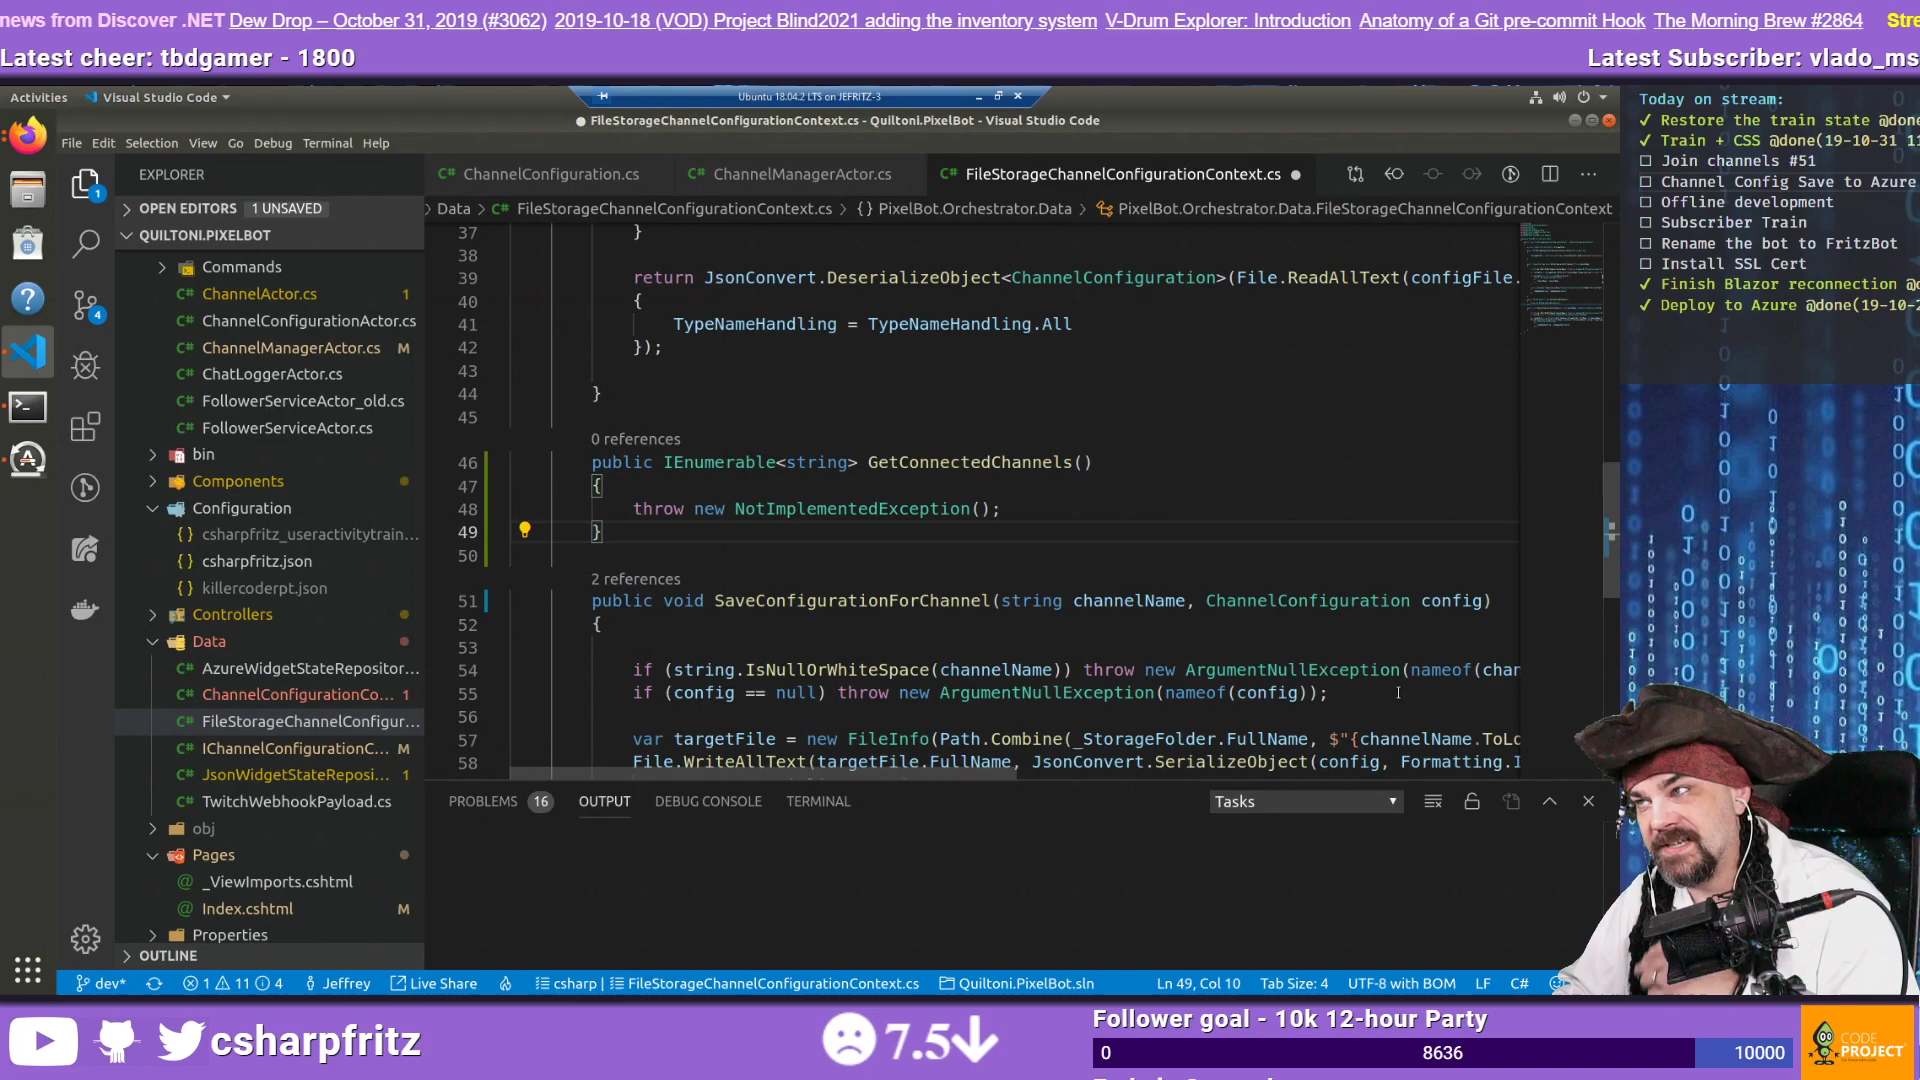 news from Discover .NET Dew Drop – October 31, 2019 (#3062) 2019-10-18 (VOD) Project Blind2021 adding the inventory system V-Drum Explorer: Introduction Anatomy of a Git pre-commit Hook The Morning Brew #2864 Stre
Latest cheer: tbdgamer - 1800
Latest Subscriber: vlado_ms
Activities Visual Studio Code
Ubuntu 18.04.2 LTS on JEFRITZ-3
● FileStorageChannelConfigurationContext.cs - Quiltoni.PixelBot - Visual Studio Code
File Edit Selection View Go Debug Terminal Help
EXPLORER
OPEN EDITORS 1 UNSAVED
QUILTONI.PIXELBOT
Commands
C# ChannelActor.cs 1
C# ChannelConfigurationActor.cs
C# ChannelManagerActor.cs M
C# ChatLoggerActor.cs
C# FollowerServiceActor_old.cs
C# FollowerServiceActor.cs
bin
Components
Configuration
{} csharpfritz_useractivitytrain...
{} csharpfritz.json
{} killercoderpt.json
Controllers
Data
C# AzureWidgetStateRepositor...
C# ChannelConfigurationCo... 1
C# FileStorageChannelConfigur...
C# IChannelConfigurationC... M
C# JsonWidgetStateReposi... 1
C# TwitchWebhookPayload.cs
obj
Pages
@ _ViewImports.cshtml
@ Index.cshtml M
Properties
OUTLINE
1
4
C# ChannelConfiguration.cs C# ChannelManagerActor.cs C# FileStorageChannelConfigurationContext.cs ●
Data > C# FileStorageChannelConfigurationContext.cs > {} PixelBot.Orchestrator.Data > PixelBot.Orchestrator.Data.FileStorageChannelConfigurationContext
37 }
38
39 return JsonConvert.DeserializeObject<ChannelConfiguration>(File.ReadAllText(configFile.
40 {
41 TypeNameHandling = TypeNameHandling.All
42 });
43
44 }
45
0 references
46 public IEnumerable<string> GetConnectedChannels()
47 {
48 throw new NotImplementedException();
49 }
50
2 references
51 public void SaveConfigurationForChannel(string channelName, ChannelConfiguration config)
52 {
53
54 if (string.IsNullOrWhiteSpace(channelName)) throw new ArgumentNullException(nameof(chan
55 if (config == null) throw new ArgumentNullException(nameof(config));
56
57 var targetFile = new FileInfo(Path.Combine(_StorageFolder.FullName, $"{channelName.ToLo
58 File.WriteAllText(targetFile.FullName, JsonConvert.SerializeObject(config, Formatting.I
PROBLEMS 16 OUTPUT DEBUG CONSOLE TERMINAL Tasks
dev* 1 11 4 Jeffrey Live Share csharp | FileStorageChannelConfigurationContext.cs Quiltoni.PixelBot.sln Ln 49, Col 10 Tab Size: 4 UTF-8 with BOM LF C#
Today on stream:
✓ Restore the train state @done
✓ Train + CSS @done(19-10-31 11
☐ Join channels #51
☐ Channel Config Save to Azure
☐ Offline development
☐ Subscriber Train
☐ Rename the bot to FritzBot
☐ Install SSL Cert
✓ Finish Blazor reconnection @d
✓ Deploy to Azure @done(19-10-2
csharpfritz
7.5
Follower goal - 10k 12-hour Party
0 8636 10000
CODE PROJECT